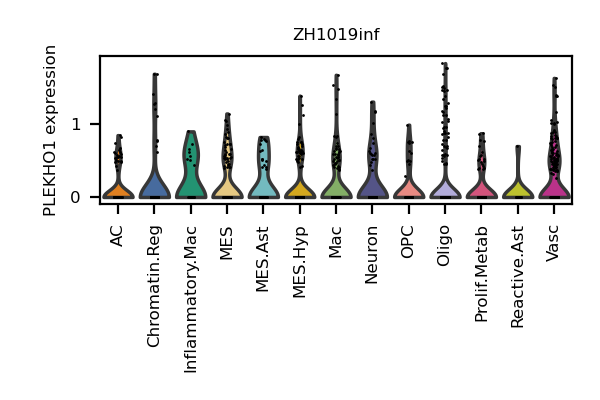 ZH1019inf
PLEKHO1 expression
1
0
AC
Chromatin.Reg
Inflammatory.Mac
MES
MES.Ast
MES.Hyp
Mac
Neuron
OPC
Oligo
Prolif.Metab
Reactive.Ast
Vasc